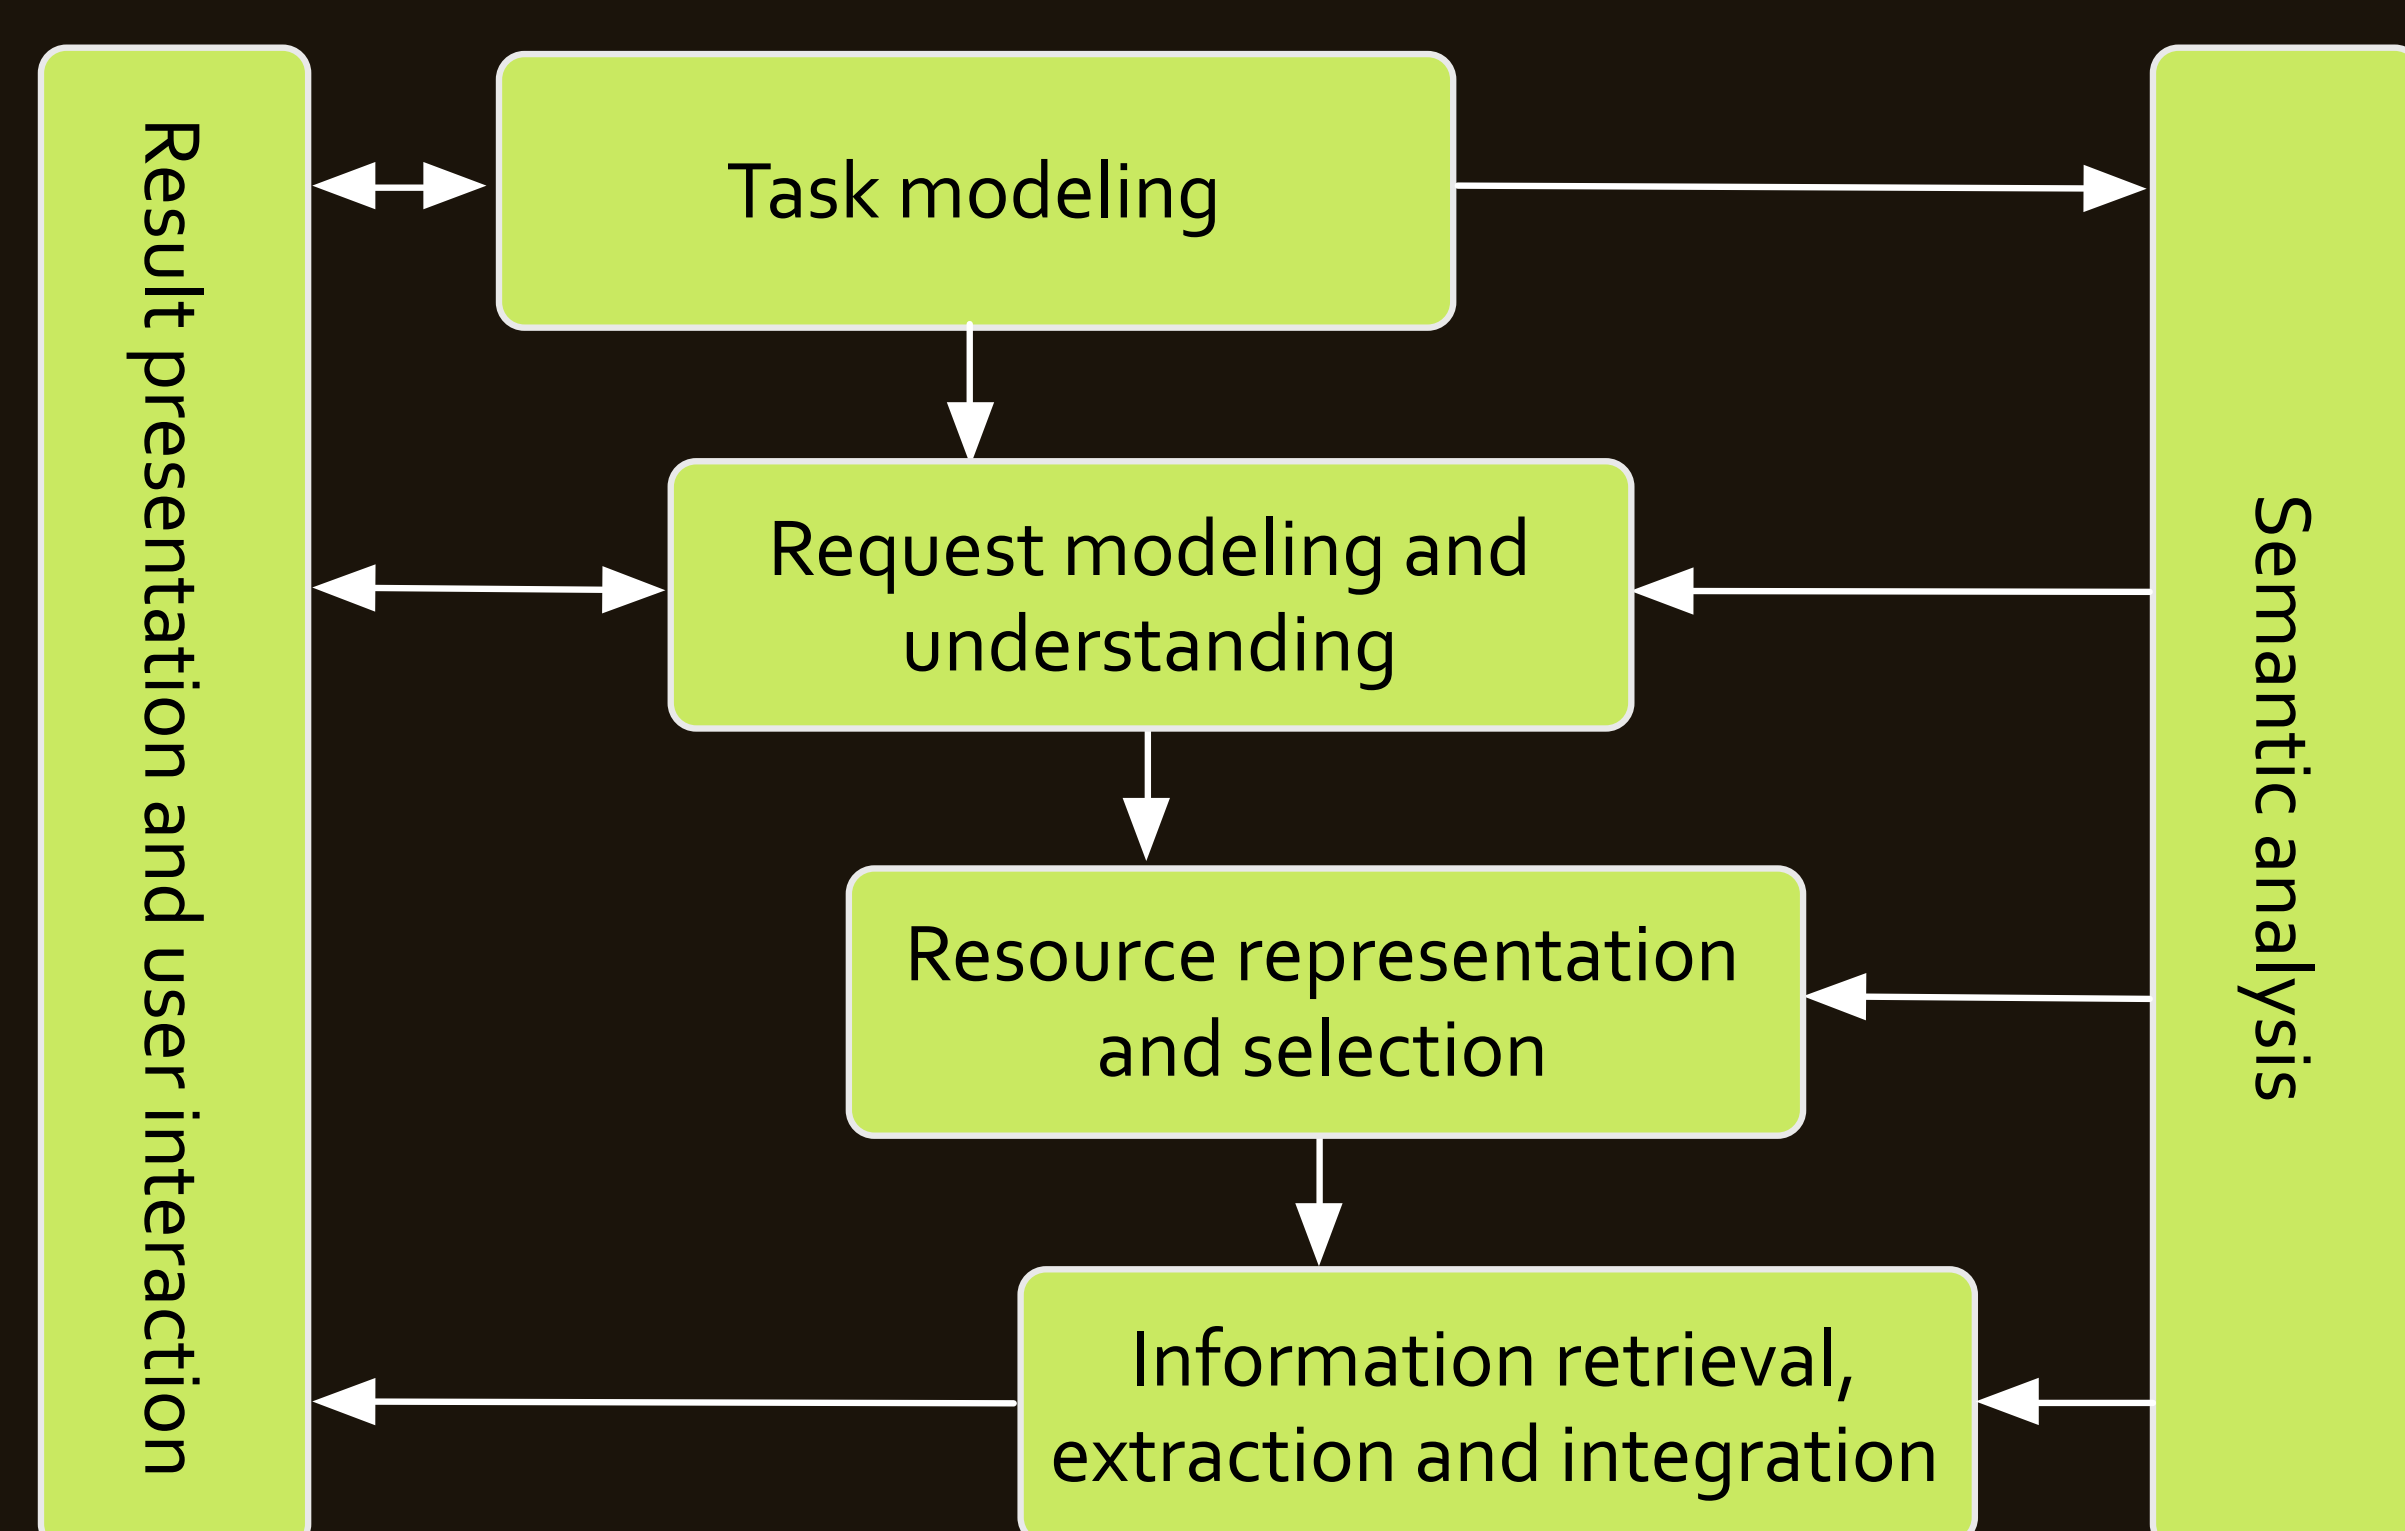 Result presentation and user interaction
Task modeling
Request modeling and
understanding
Resource representation
and selection
Information retrieval,
extraction and integration
Semantic analysis